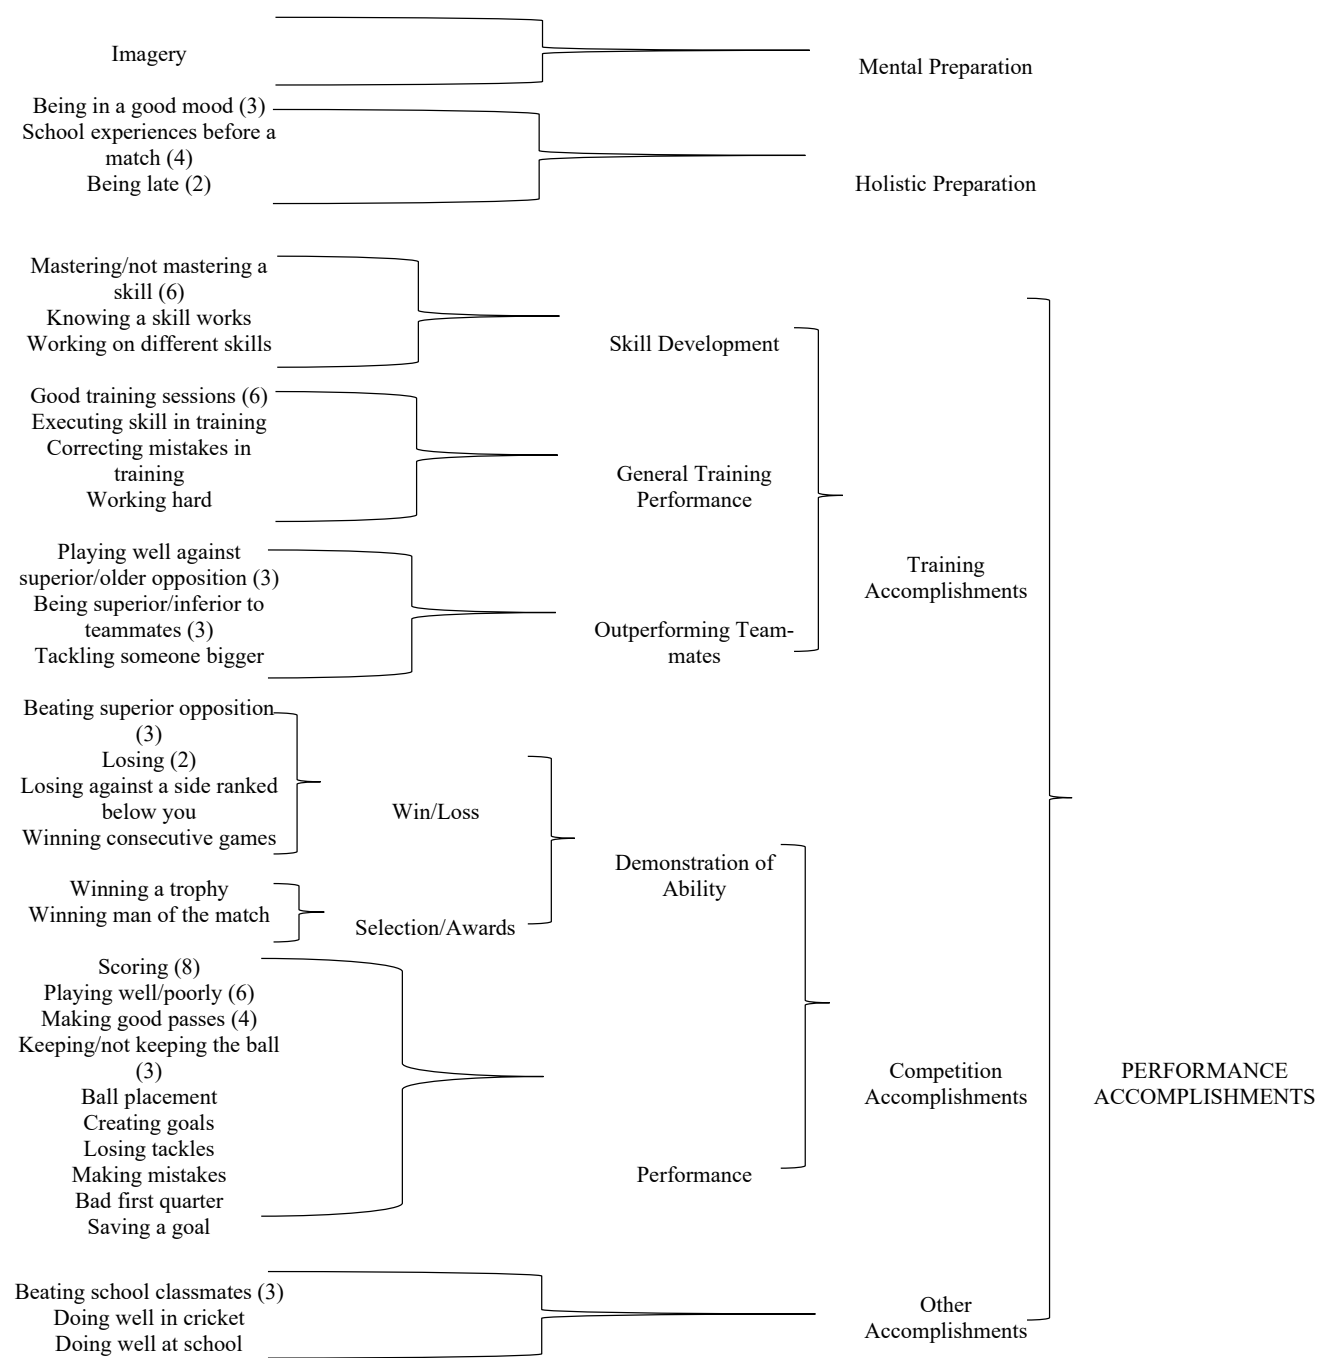 Imagery
Mental Preparation
Being in a good mood (3)
School experiences before a
match (4)
Being late (2)
Holistic Preparation
Mastering/not mastering a
skill (6)
Knowing a skill works
Working on different skills
Skill Development
Good training sessions (6)
Executing skill in training
Correcting mistakes in
training
Working hard
General Training
Performance
Playing well against
superior/older opposition (3)
Being superior/inferior to
teammates (3)
Tackling someone bigger
Outperforming Team-
mates
Training
Accomplishments
Beating superior opposition
(3)
Losing (2)
Losing against a side ranked
below you
Winning consecutive games
Win/Loss
Winning a trophy
Winning man of the match
Selection/Awards
Demonstration of
Ability
Scoring (8)
Playing well/poorly (6)
Making good passes (4)
Keeping/not keeping the ball
(3)
Ball placement
Creating goals
Losing tackles
Making mistakes
Bad first quarter
Saving a goal
Performance
Competition
Accomplishments
PERFORMANCE
ACCOMPLISHMENTS
Beating school classmates (3)
Doing well in cricket
Doing well at school
Other
Accomplishments